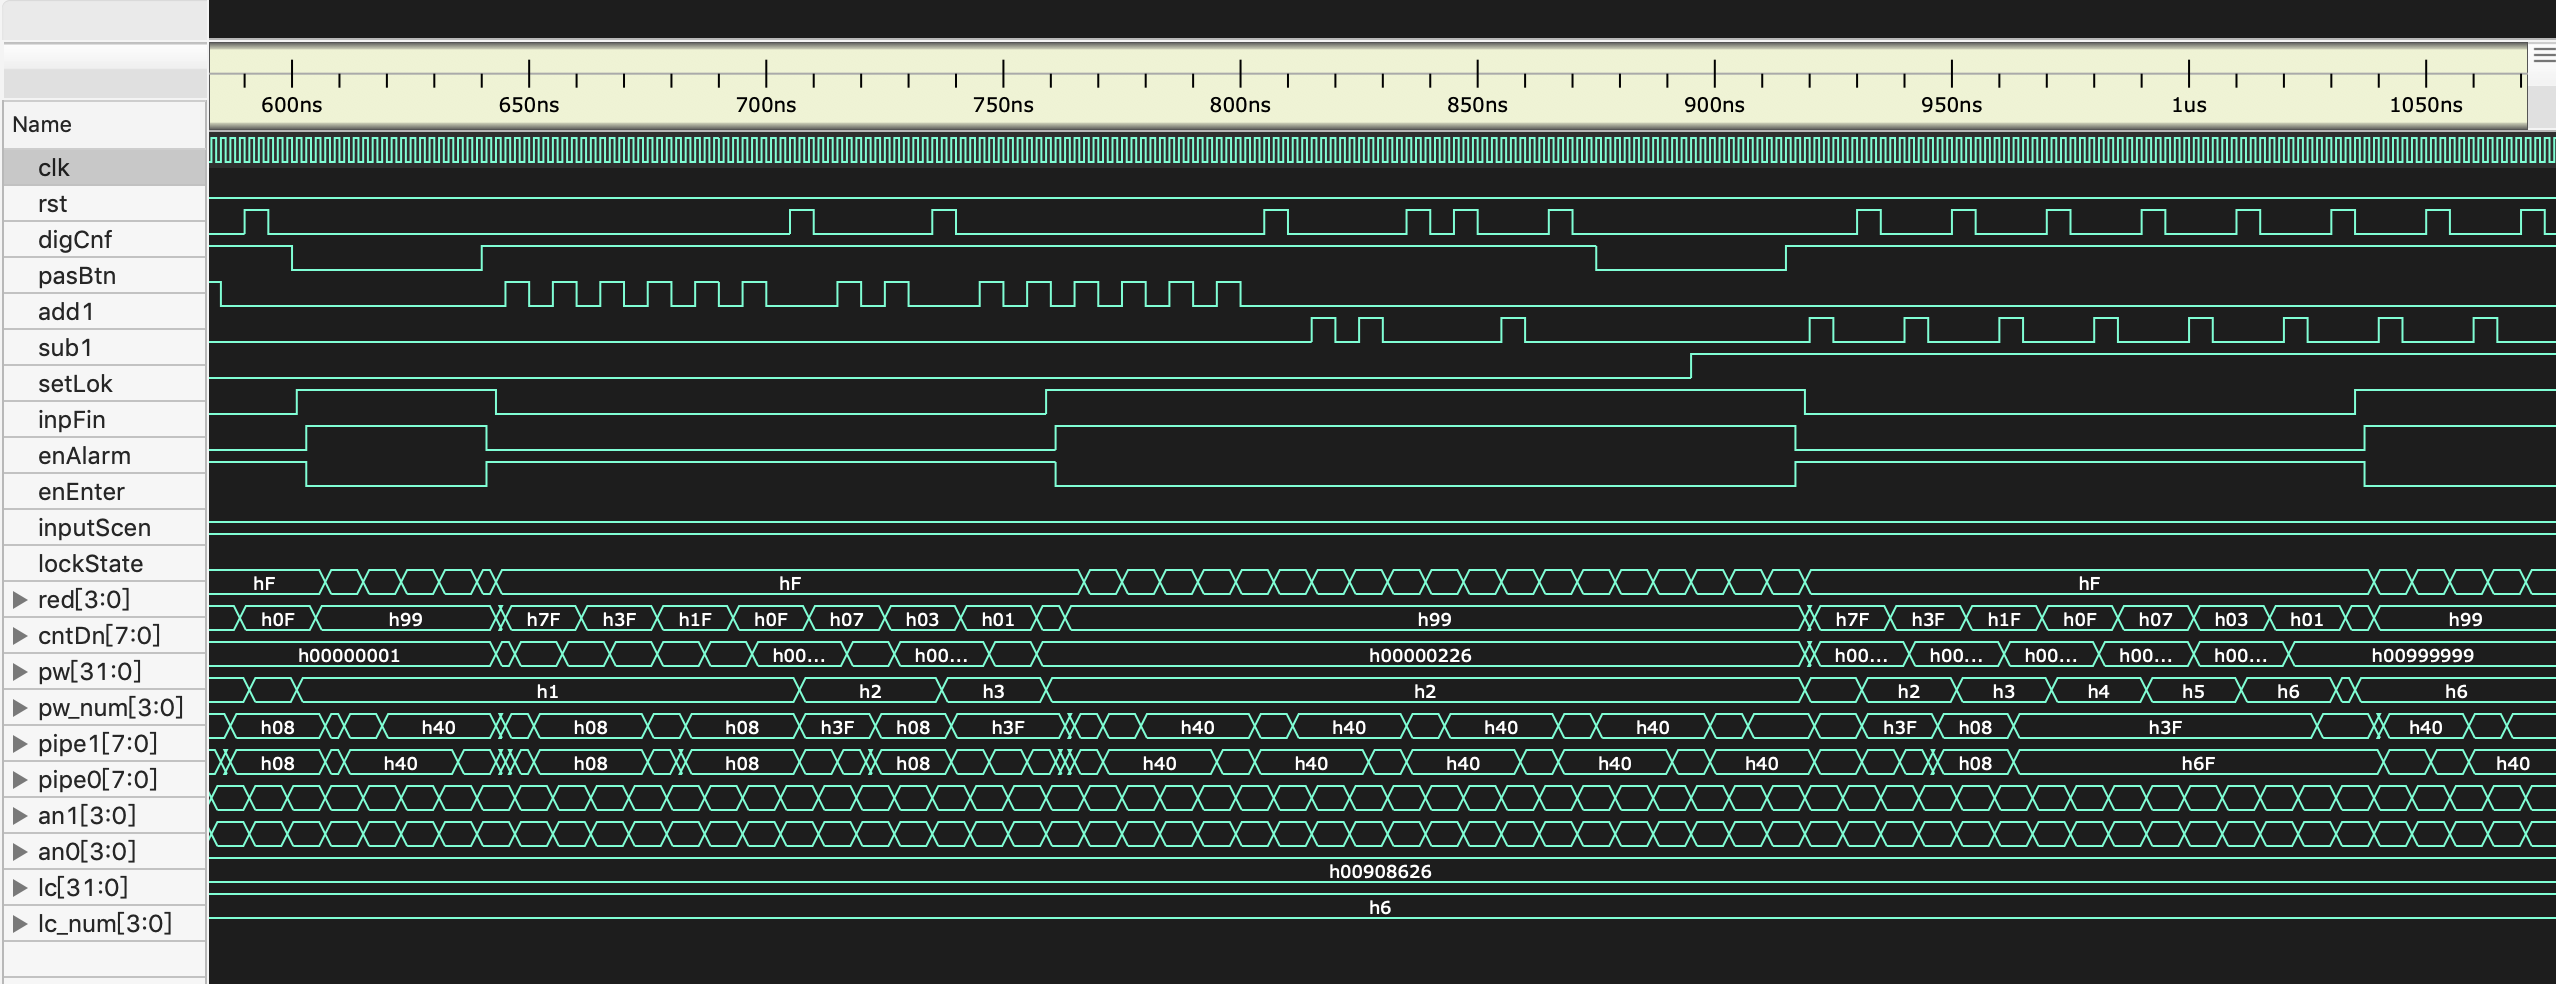 600ns 650ns 700ns 750ns 800ns 850ns 900ns 950ns 1us 1050ns
Name
clk
rst
digCnf
pasBtn
add1
sub1
setLok
inpFin
enAlarm
enEnter
inputScen
lockState
hF hF hF
red[3:0]
h0F h99 h7F h3F h1F h0F h07 h03 h01 h99 h7F h3F h1F h0F h07 h03 h01 h99
cntDn[7:0]
h00000001 h00... h00... h00000226 h00... h00... h00... h00... h00... h00999999
pw[31:0]
h1 h2 h3 h2 h2 h3 h4 h5 h6 h6
pw_num[3:0]
h08 h40 h08 h08 h3F h08 h3F h40 h40 h40 h40 h3F h08 h3F h40
pipe1[7:0]
h08 h40 h08 h08 h08 h40 h40 h40 h40 h40 h08 h6F h40
pipe0[7:0]
an1[3:0]
an0[3:0]
h00908626
lc[31:0]
h6
lc_num[3:0]